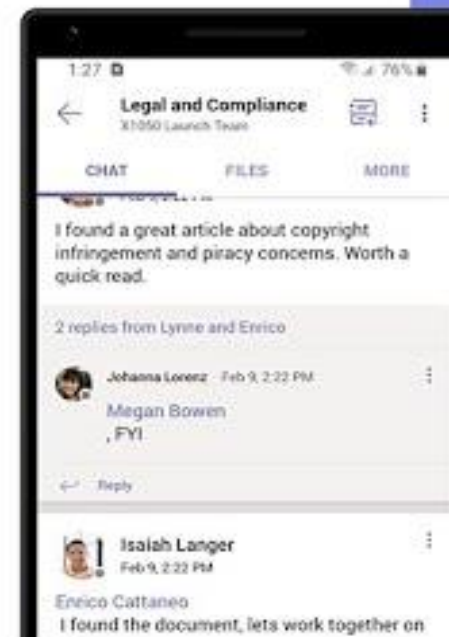 1:27
76%
Legal and Compliance
X1050 Launch Team
CHAT FILES MORE
I found a great article about copyright
infringement and piracy concerns. Worth a
quick read.
2 replies from Lynne and Enrico
Johanna Lorenz Feb 9, 2:22 PM
Megan Bowen
, FYI
Reply
Isaiah Langer
Feb 9, 2:22 PM
Enrico Cattaneo
I found the document, lets work together on